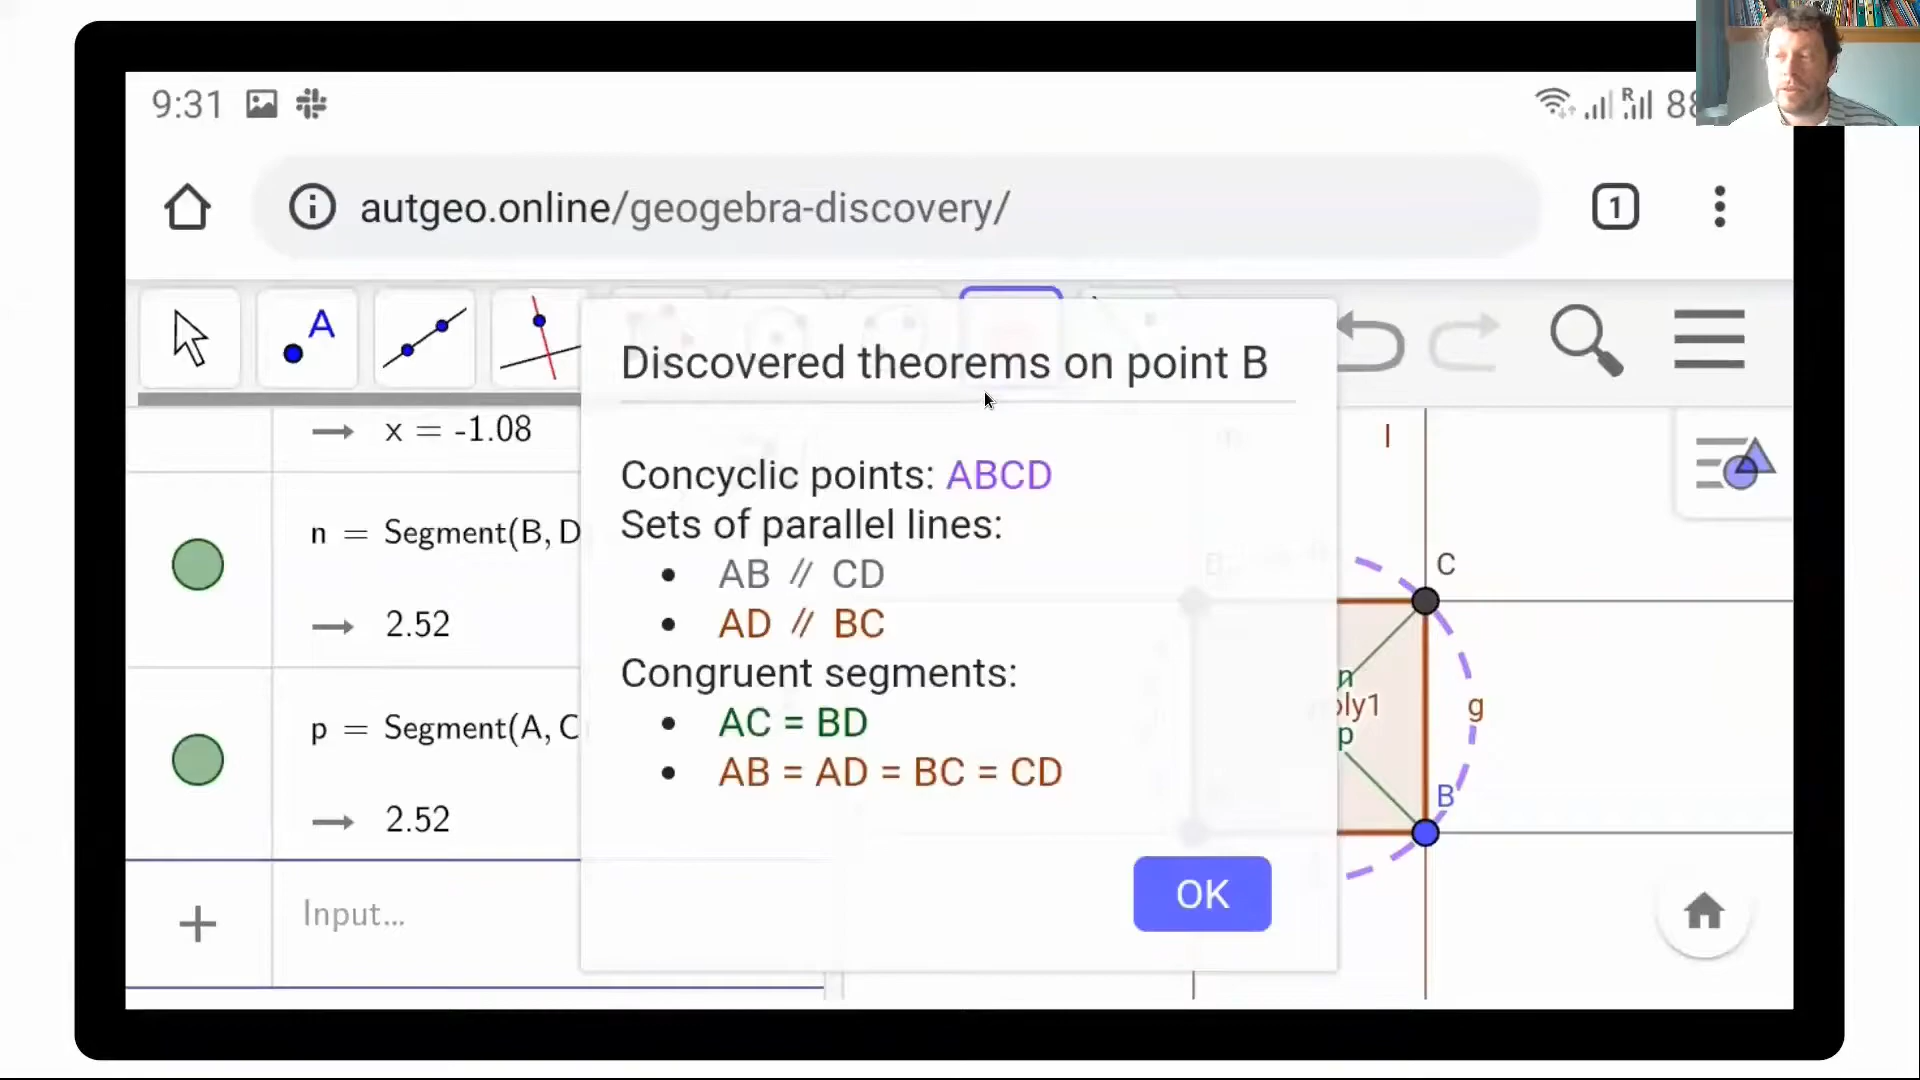 9:31
R
autgeo.online/geogebra-discovery/
1
A
Discovered theorems on point B
x = -1.08
l
Concyclic points: ABCD
Sets of parallel lines:
n = Segment(B, D
AB // CD
C
AD // BC
2.52
Congruent segments:
n
AC = BD
g
p = Segment(A, C
p
AB = AD = BC = CD
B
2.52
OK
Input...